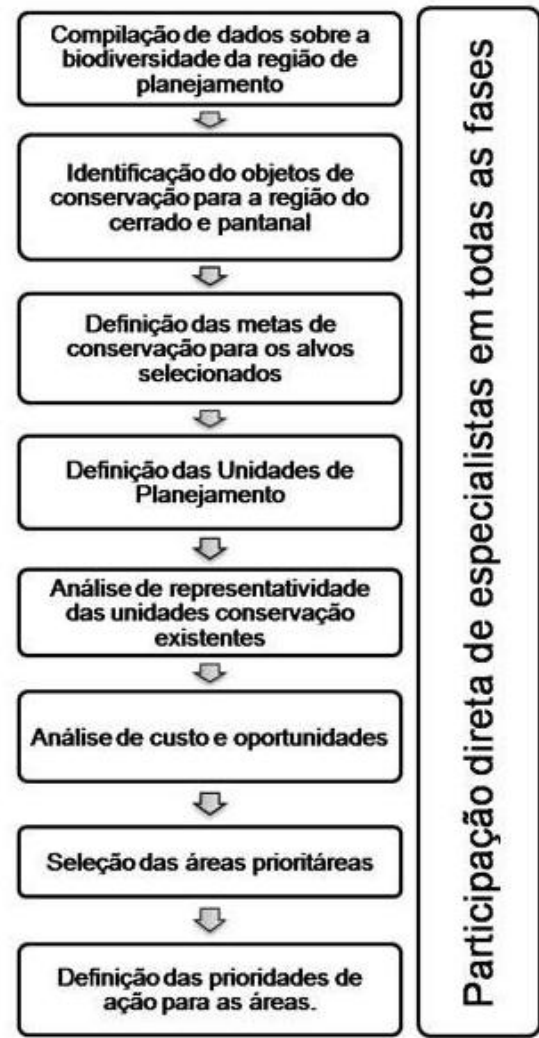 Compilação de dados sobre a
biodiversidade da região de
planejamento
Identificação do objetos de
conservação para a região do
cerrado e pantanal
Definição das metas de
conservação para os alvos
selecionados
Definição das Unidades de
Planejamento
Análise de representatividade
das unidades conservação
existentes
Análise de custo e oportunidades
Seleção das áreas prioritáreas
Definição das prioridades de
ação para as áreas.
Participação direta de especialistas em todas as fases